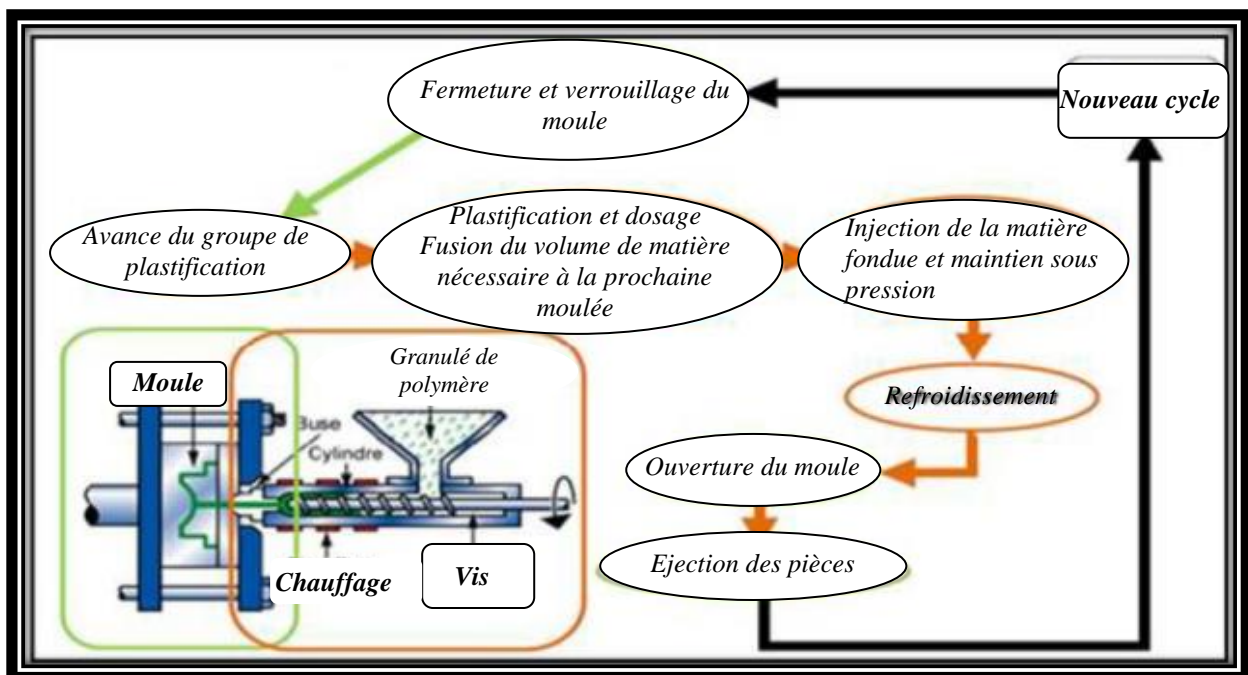 Fermeture et verrouillage du
moule
Nouveau cycle
Avance du groupe de
plastification
Plastification et dosage
Fusion du volume de matière
nécessaire à la prochaine
moulée
Injection de la matière
fondue et maintien sous
pression
Refroidissement
Ouverture du moule
Ejection des pièces
Moule
Granulé de
polymère
Buse
Cylindre
Chauffage
Vis